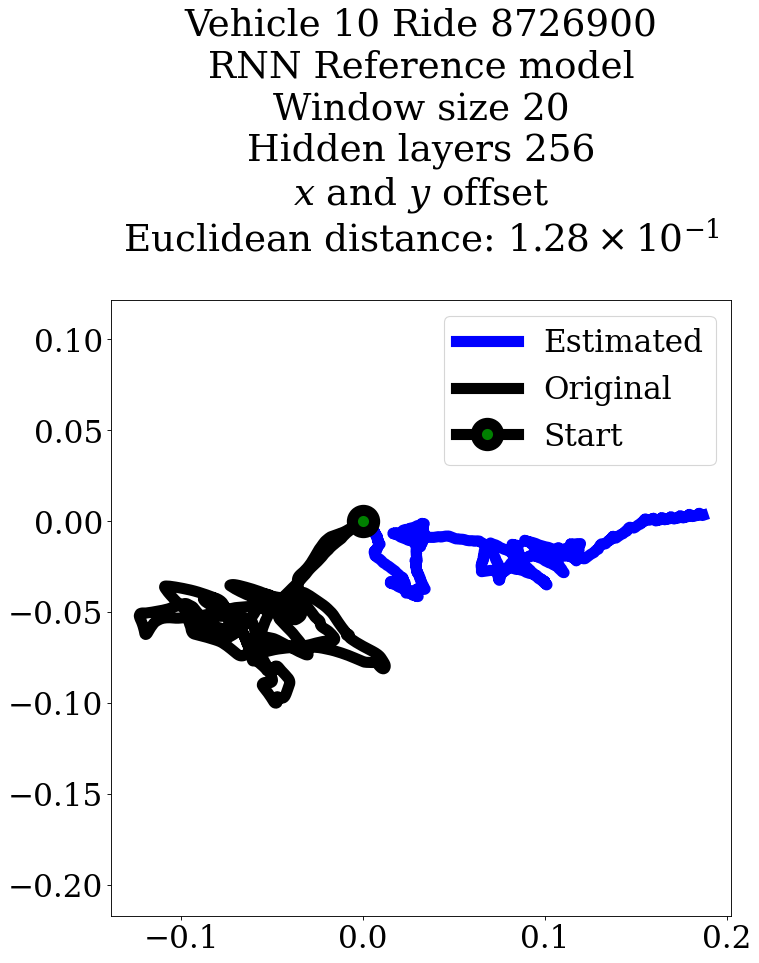 Vehicle 10 Ride 8726900
RNN Reference model
Window size 20
Hidden layers 256
x and y offset
Euclidean distance: 1.28 × 10⁻¹
Estimated
Original
Start
0.10
0.05
0.00
−0.05
−0.10
−0.15
−0.20
−0.1 0.0 0.1 0.2